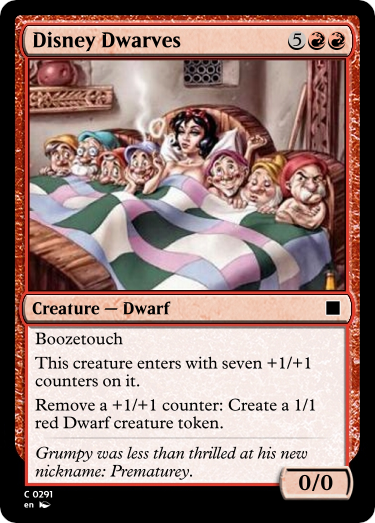 Disney Dwarves 5
Creature — Dwarf
Boozetouch
This creature enters with seven +1/+1
counters on it.
Remove a +1/+1 counter: Create a 1/1
red Dwarf creature token.
Grumpy was less than thrilled at his new
nickname: Prematurey.
0/0
C 0291
en